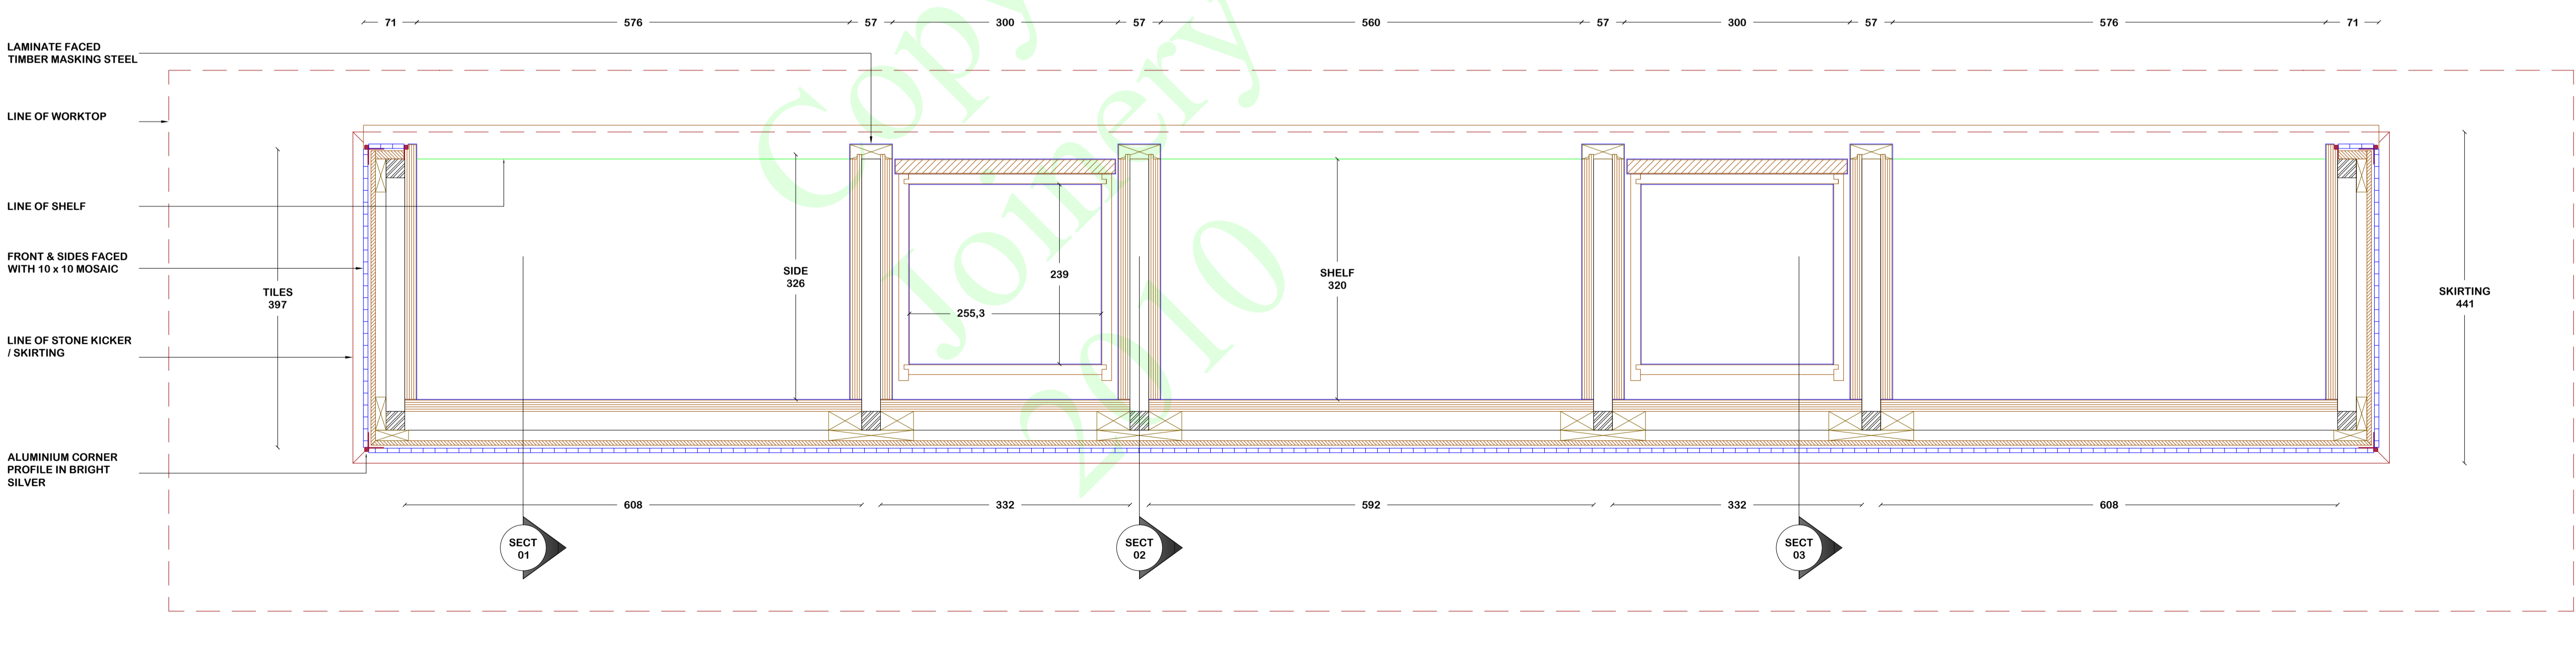 71 576 57 300 57 560 57 300 57 576 71
LAMINATE FACED
TIMBER MASKING STEEL
LINE OF WORKTOP
LINE OF SHELF
FRONT & SIDES FACED
WITH 10 x 10 MOSAIC
LINE OF STONE KICKER
/ SKIRTING
ALUMINIUM CORNER
PROFILE IN BRIGHT
SILVER
TILES
397
SIDE
326
255,3
239
SHELF
320
SKIRTING
441
608 332 592 332 608
SECT
01
SECT
02
SECT
03
Copy
Joinery
2010